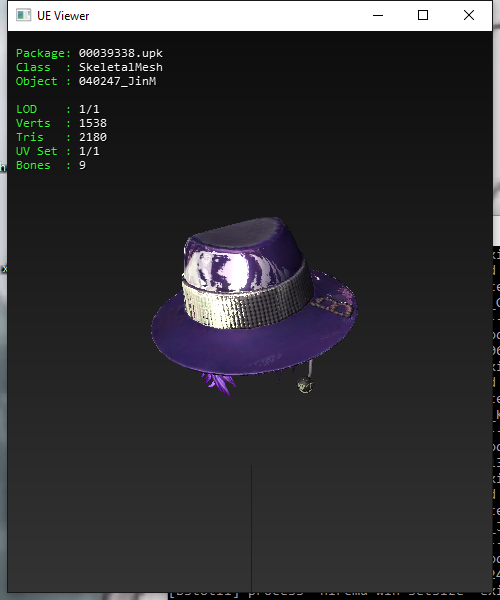 UE Viewer
Package: 00039338.upk
Class : SkeletalMesh
Object : 040247_JinM
LOD : 1/1
Verts : 1538
Tris : 2180
UV Set : 1/1
Bones : 9